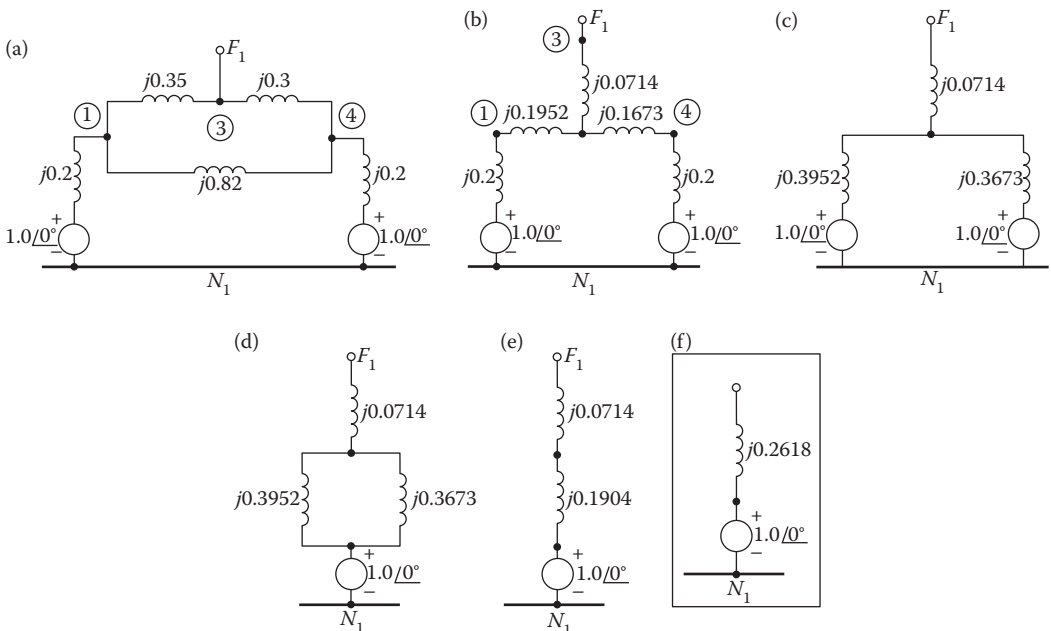 (a)
F1
j0.35
j0.3
1
3
4
j0.2
j0.82
j0.2
+
1.0/0°
−
+
1.0/0°
−
N1
(b)
F1
3
j0.0714
1
j0.1952
j0.1673
4
j0.2
j0.2
+
1.0/0°
−
+
1.0/0°
−
N1
(c)
F1
j0.0714
j0.3952
j0.3673
+
1.0/0°
−
+
1.0/0°
−
N1
(d)
F1
j0.0714
j0.3952
j0.3673
+
1.0/0°
−
N1
(e)
F1
j0.0714
j0.1904
+
1.0/0°
−
N1
(f)
j0.2618
+
1.0/0°
−
N1